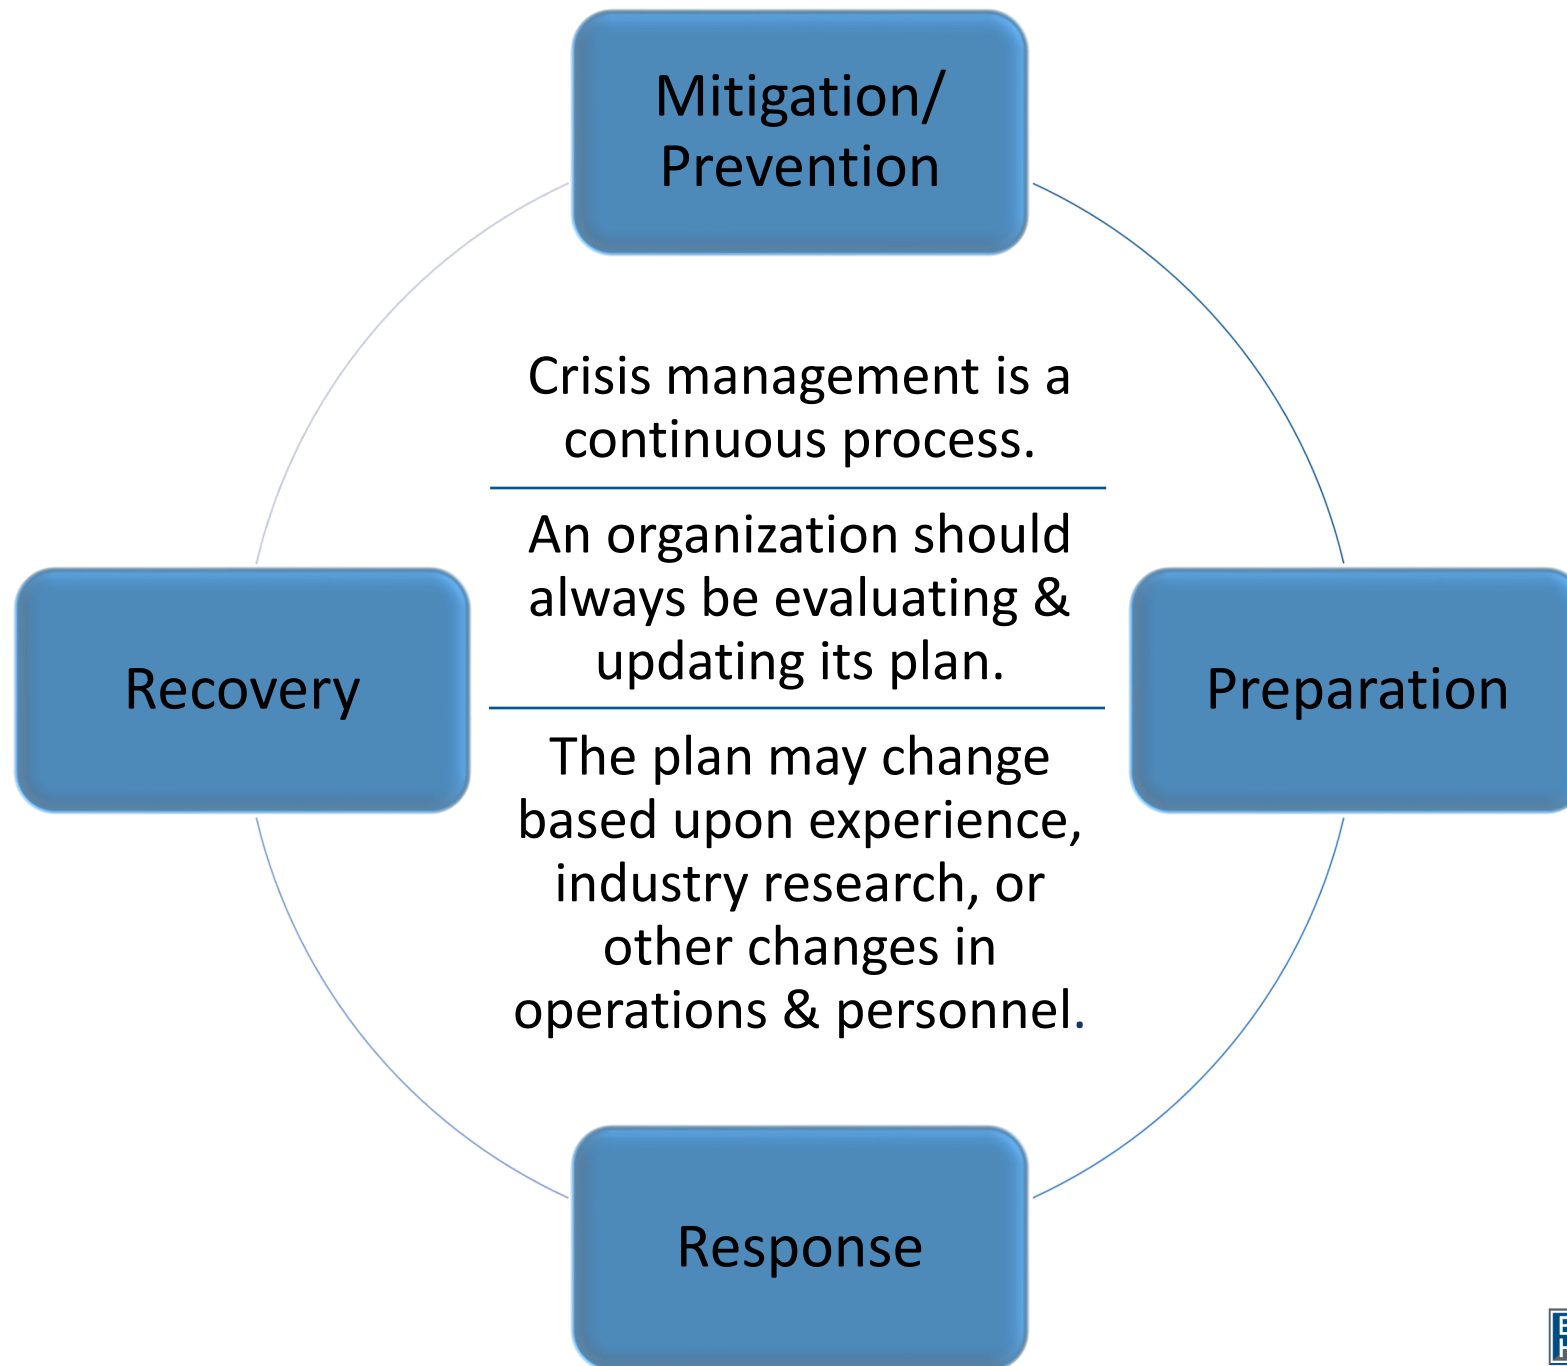 Mitigation/
Prevention
Crisis management is a
continuous process.
An organization should
always be evaluating &
updating its plan.
Recovery
Preparation
The plan may change
based upon experience,
industry research, or
other changes in
operations & personnel.
Response